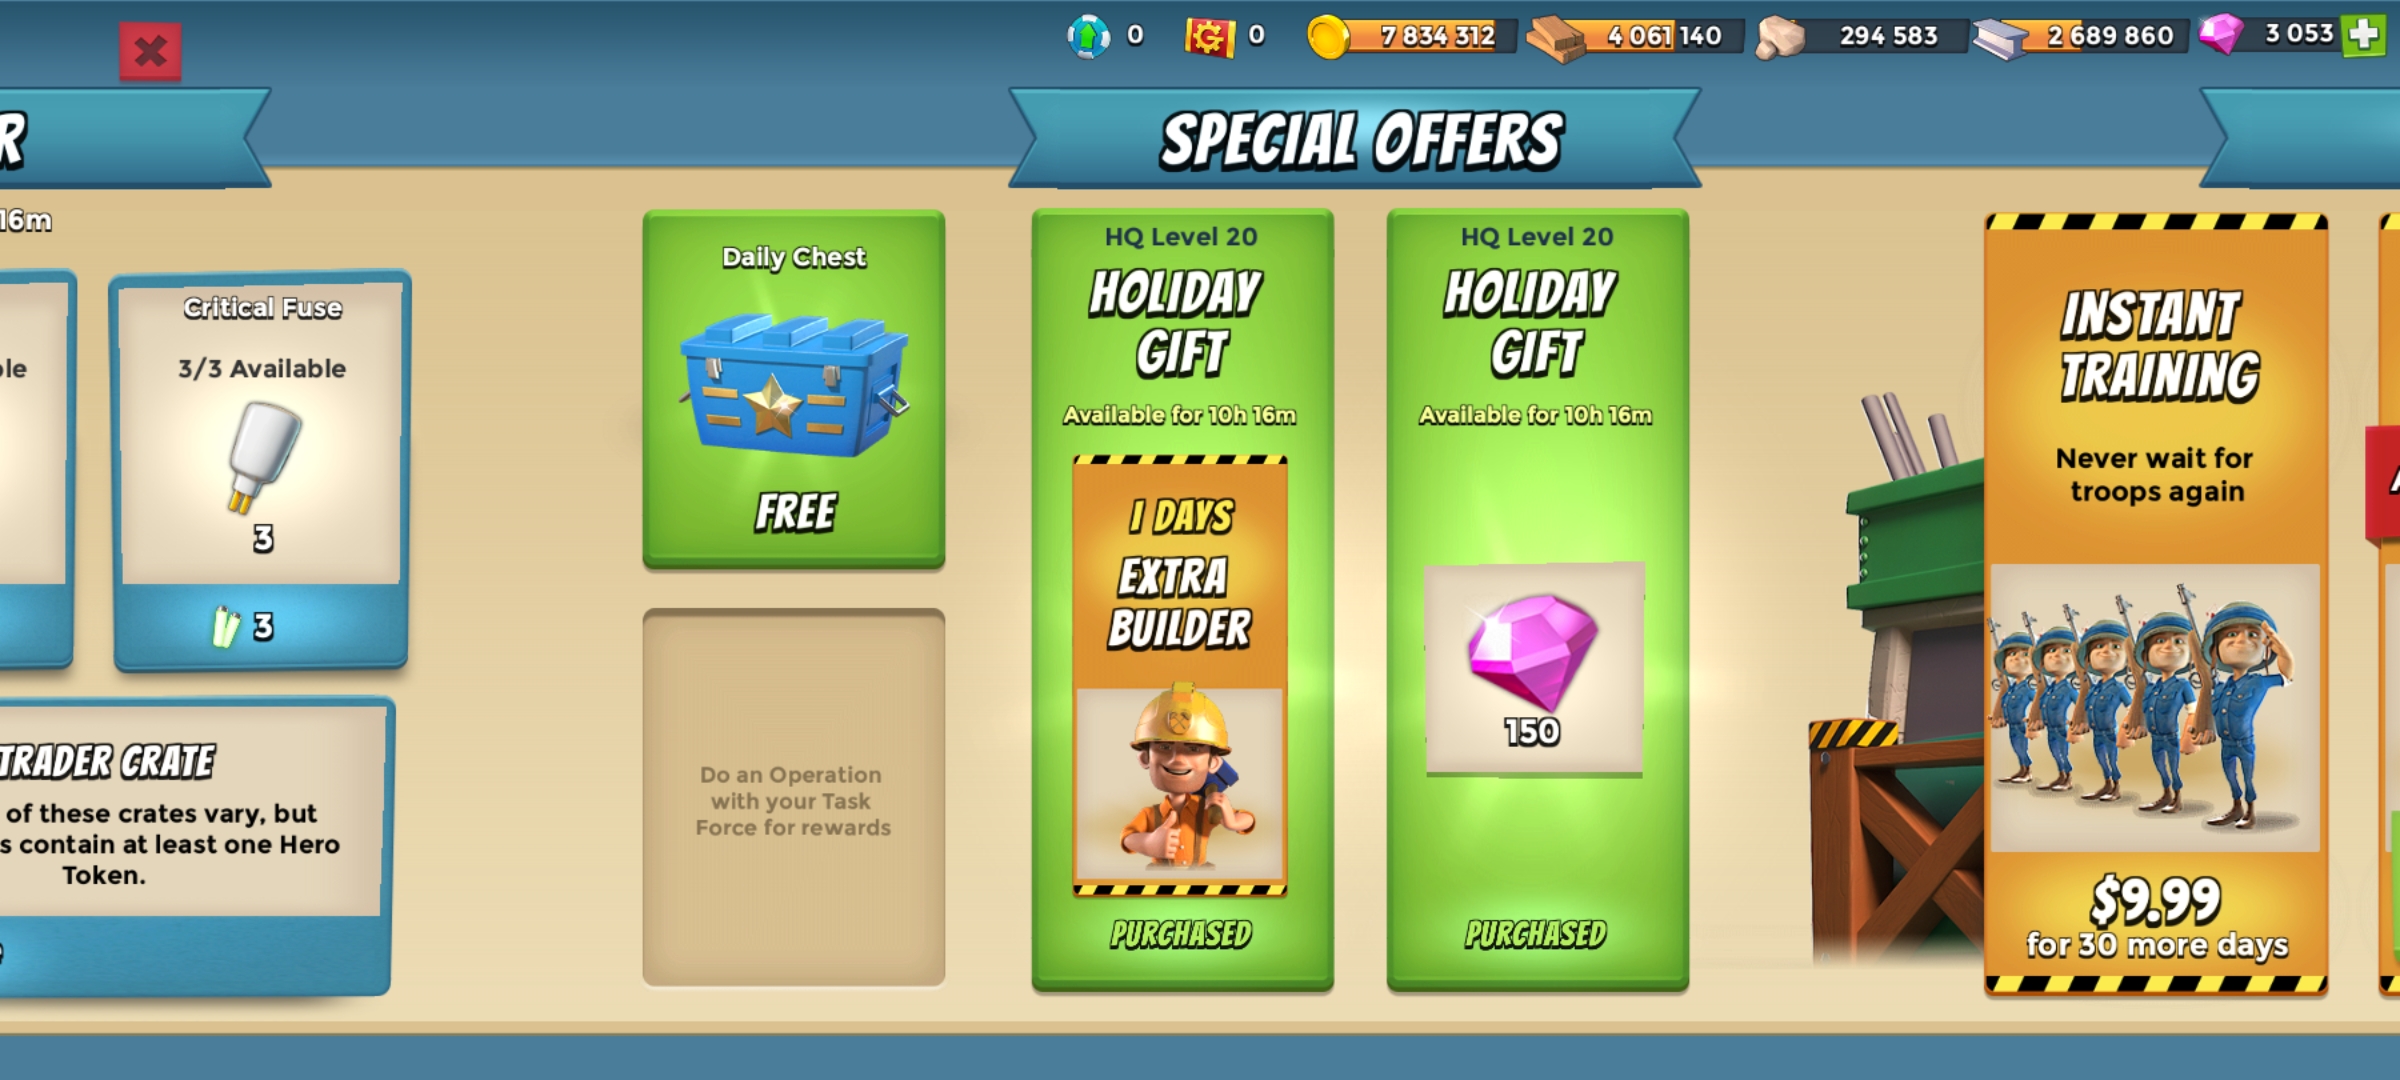 0
0
7 834 312
4 061 140
294 583
2 689 860
3 053
R
SPECIAL OFFERS
16m
Critical Fuse
3/3 Available
3
3
TRADER CRATE
of these crates vary, but
s contain at least one Hero
Token.
Daily Chest
FREE
Do an Operation
with your Task
Force for rewards
HQ Level 20
HOLIDAY
GIFT
Available for 10h 16m
1 DAYS
EXTRA
BUILDER
PURCHASED
HQ Level 20
HOLIDAY
GIFT
Available for 10h 16m
150
PURCHASED
INSTANT
TRAINING
Never wait for
troops again
$9.99
for 30 more days